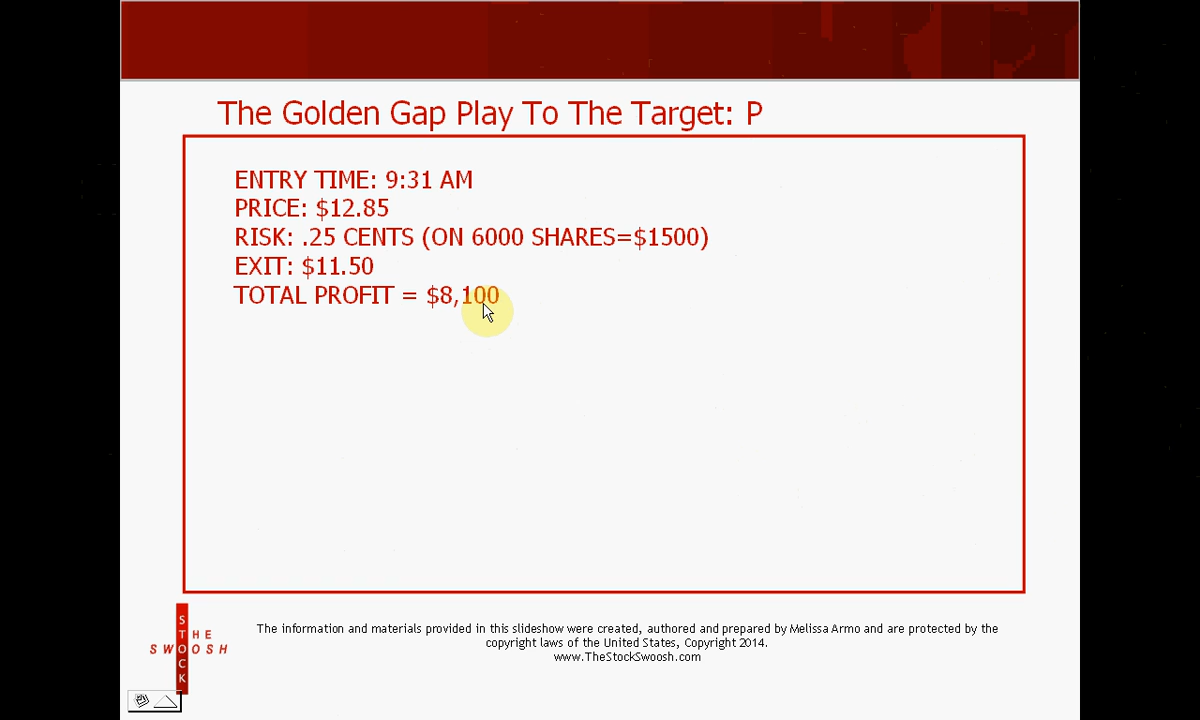 The Golden Gap Play To The Target: P
ENTRY TIME: 9:31 AM
PRICE: $12.85
RISK: .25 CENTS (ON 6000 SHARES=$1500)
EXIT: $11.50
TOTAL PROFIT = $8,100
THE
STOCK
SWOOSH
The information and materials provided in this slideshow were created, authored and prepared by Melissa Armo and are protected by the
copyright laws of the United States, Copyright 2014.
www.TheStockSwoosh.com